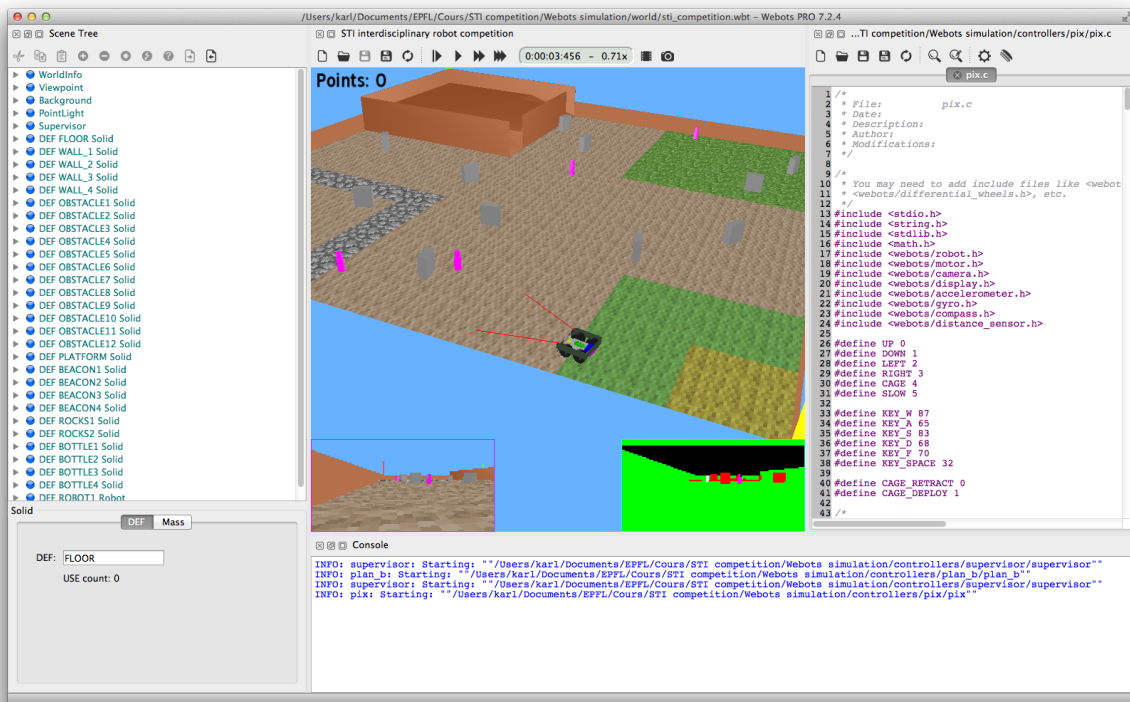 /Users/karl/Documents/EPFL/Cours/STI competition/Webots simulation/world/sti_competition.wbt - Webots PRO 7.2.4
Scene Tree
WorldInfo
Viewpoint
Background
PointLight
Supervisor
DEF FLOOR Solid
DEF WALL_1 Solid
DEF WALL_2 Solid
DEF WALL_3 Solid
DEF WALL_4 Solid
DEF OBSTACLE1 Solid
DEF OBSTACLE2 Solid
DEF OBSTACLE3 Solid
DEF OBSTACLE4 Solid
DEF OBSTACLE5 Solid
DEF OBSTACLE6 Solid
DEF OBSTACLE7 Solid
DEF OBSTACLE8 Solid
DEF OBSTACLE9 Solid
DEF OBSTACLE10 Solid
DEF OBSTACLE11 Solid
DEF OBSTACLE12 Solid
DEF PLATFORM Solid
DEF BEACON1 Solid
DEF BEACON2 Solid
DEF BEACON3 Solid
DEF BEACON4 Solid
DEF ROCKS1 Solid
DEF ROCKS2 Solid
DEF BOTTLE1 Solid
DEF BOTTLE2 Solid
DEF BOTTLE3 Solid
DEF BOTTLE4 Solid
DEF ROBOT1 Robot
Solid
DEF Mass
DEF: FLOOR
USE count: 0
STI interdisciplinary robot competition
0:00:03:456 - 0.71x
Points: 0
Console
INFO: supervisor: Starting: ""/Users/karl/Documents/EPFL/Cours/STI competition/Webots simulation/controllers/supervisor/supervisor""
INFO: plan_b: Starting: ""/Users/karl/Documents/EPFL/Cours/STI competition/Webots simulation/controllers/plan_b/plan_b""
INFO: supervisor: Starting: ""/Users/karl/Documents/EPFL/Cours/STI competition/Webots simulation/controllers/supervisor/supervisor""
INFO: pix: Starting: ""/Users/karl/Documents/EPFL/Cours/STI competition/Webots simulation/controllers/pix/pix""
...TI competition/Webots simulation/controllers/pix/pix.c
pix.c
1 /*
2 * File: pix.c
3 * Date:
4 * Description:
5 * Author:
6 * Modifications:
7 */
8
9 /*
10 * You may need to add include files like <webot
11 * <webots/differential_wheels.h>, etc.
12 */
13 #include <stdio.h>
14 #include <string.h>
15 #include <stdlib.h>
16 #include <math.h>
17 #include <webots/robot.h>
18 #include <webots/motor.h>
19 #include <webots/camera.h>
20 #include <webots/display.h>
21 #include <webots/accelerometer.h>
22 #include <webots/gyro.h>
23 #include <webots/compass.h>
24 #include <webots/distance_sensor.h>
25
26 #define UP 0
27 #define DOWN 1
28 #define LEFT 2
29 #define RIGHT 3
30 #define CAGE 4
31 #define SLOW 5
32
33 #define KEY_W 87
34 #define KEY_A 65
35 #define KEY_S 83
36 #define KEY_D 68
37 #define KEY_F 70
38 #define KEY_SPACE 32
39
40 #define CAGE_RETRACT 0
41 #define CAGE_DEPLOY 1
42
43 /*